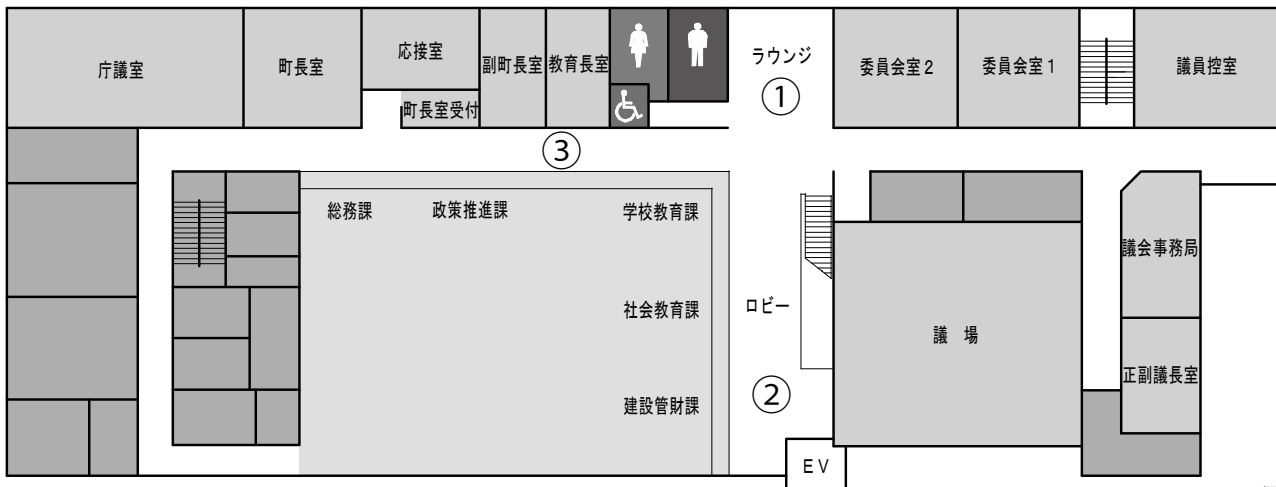 庁議室
町長室
応接室
町長室受付
副町長室
教育長室
ラウンジ
①
委員会室2
委員会室1
議員控室
③
総務課
政策推進課
学校教育課
社会教育課
建設管財課
ロビー
②
EV
議 場
議会事務局
正副議長室